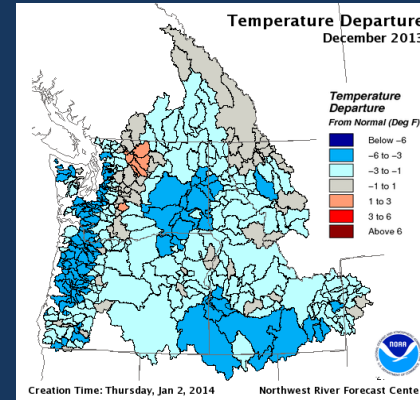 Temperature Departure
December 2013
Temperature
Departure
From Normal (Deg F)
Below -6
-6 to -3
-3 to -1
-1 to 1
1 to 3
3 to 6
Above 6
NOAA
Creation Time: Thursday, Jan 2, 2014
Northwest River Forecast Cente